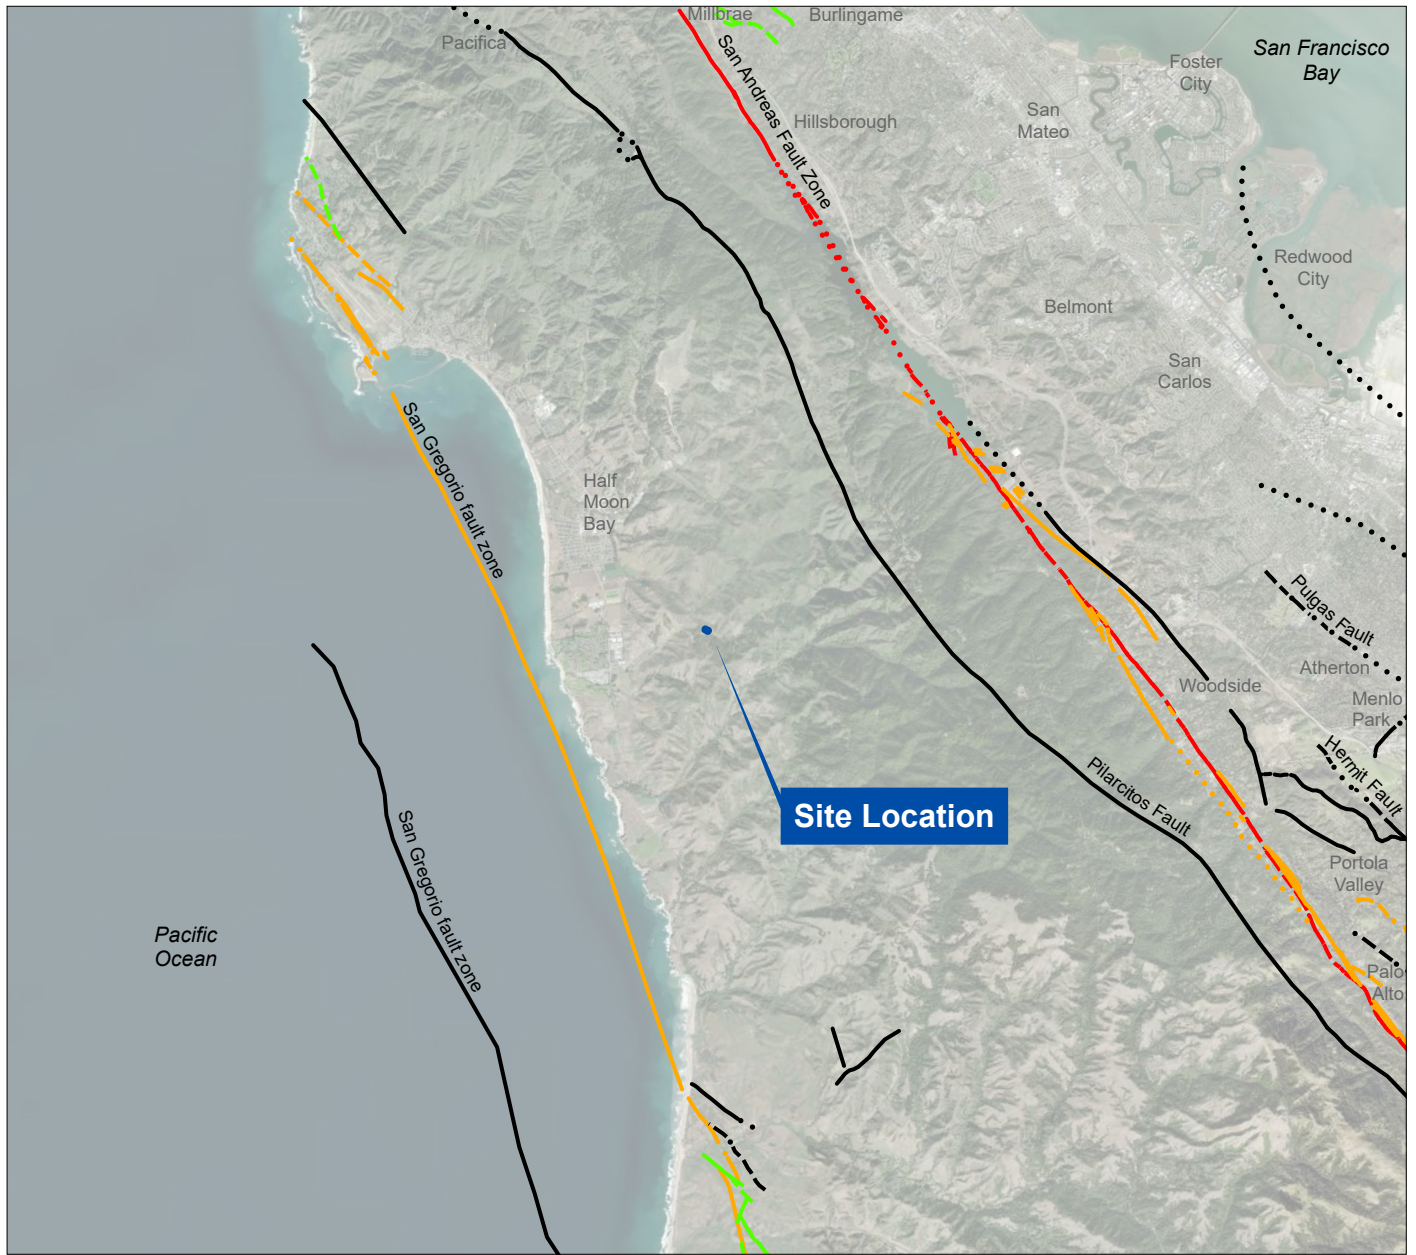 Millbrae
Burlingame
Pacifica
San Francisco
Bay
Foster
City
San Andreas Fault Zone
Hillsborough
San
Mateo
Redwood
City
Belmont
San
Carlos
San Gregorio fault zone
Half
Moon
Bay
Pulgas Fault
Atherton
Woodside
Menlo
Park
Hermit Fault
Pilarcitos Fault
Site Location
San Gregorio fault zone
Portola
Valley
Pacific
Ocean
Palo
Alto